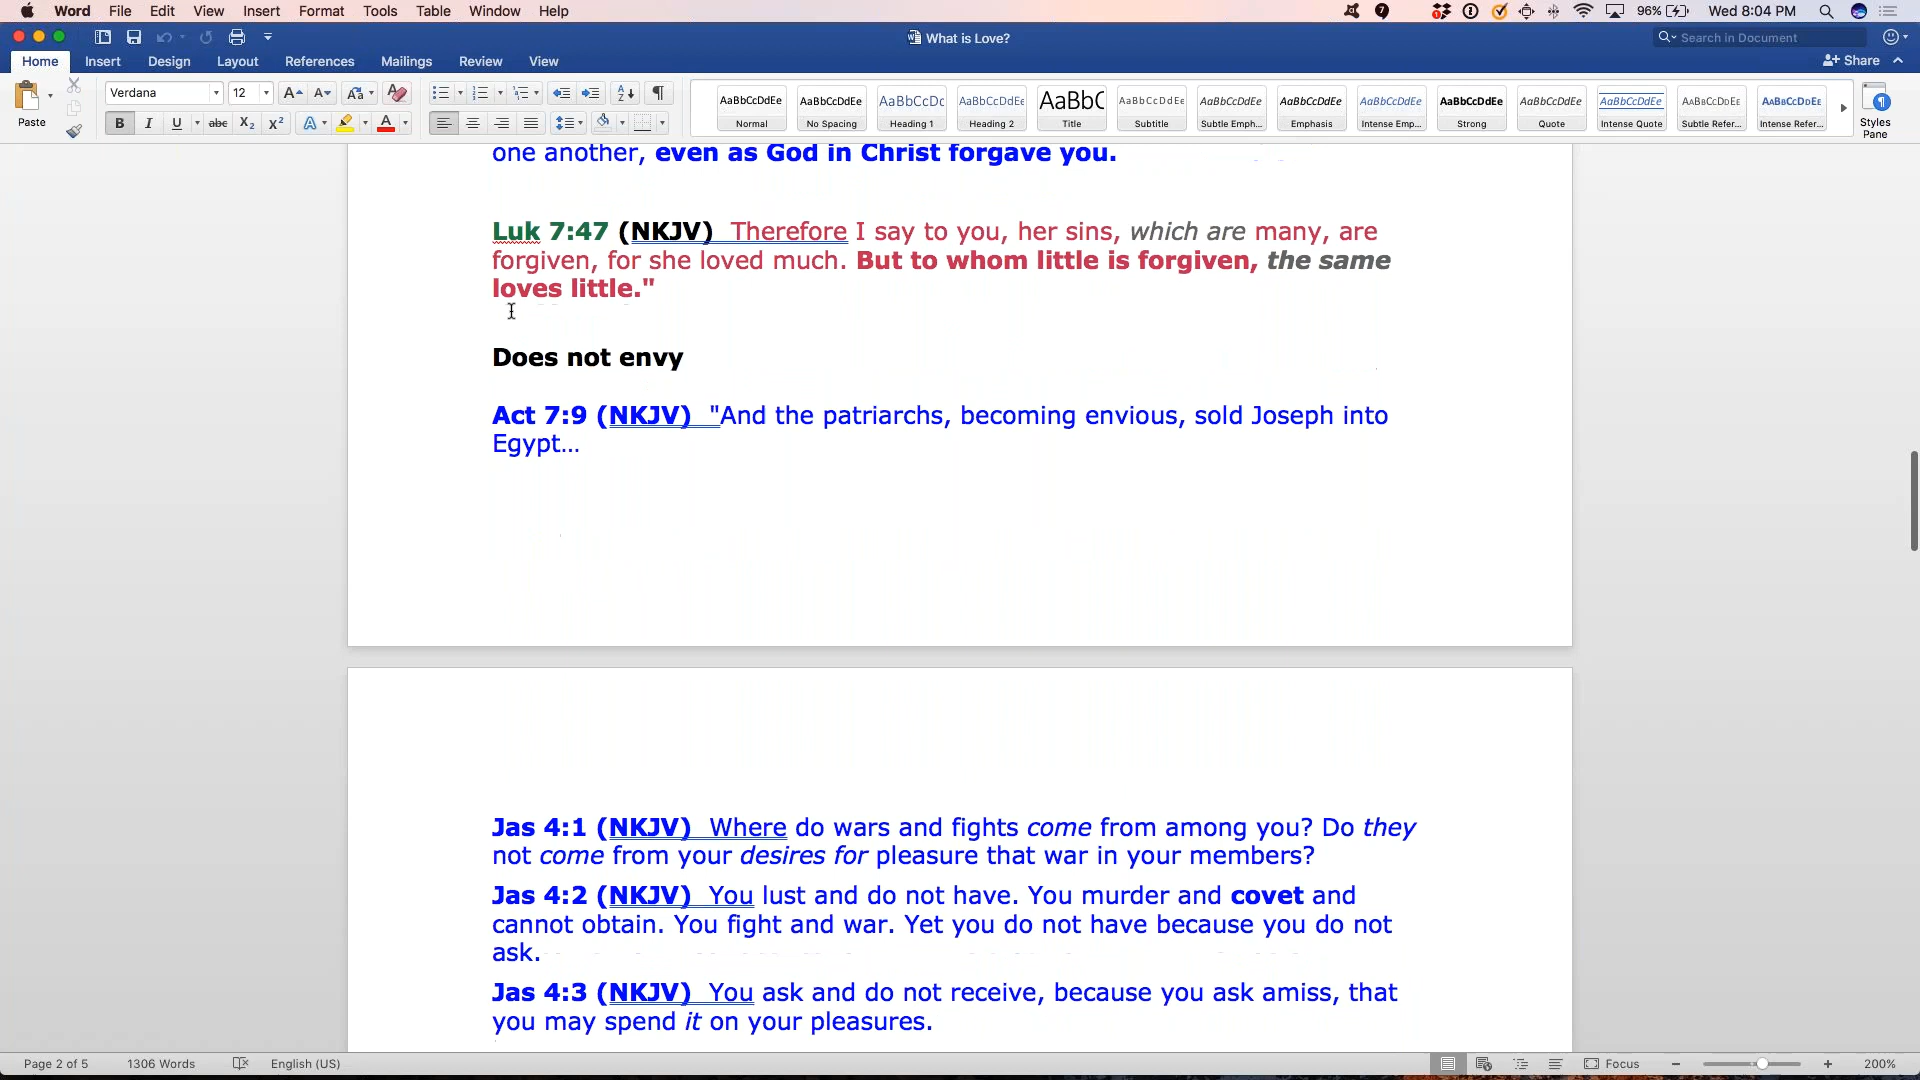 Word File Edit View Insert Format Tools Table Window Help 7 96% Wed 8:04 PM
What is Love? Search in Document
Home Insert Design Layout References Mailings Review View Share
Paste Verdana 12 A A Aa A
B I U abc X2 X2 A A
AaBbCcDdEe AaBbCcDdEe AaBbCcDc AaBbCcDdEe AaBbC AaBbCcDdEe AaBbCcDdEe AaBbCcDdEe AaBbCcDdEe AaBbCcDdEe AaBbCcDdEe AaBbCcDdEe AaBbCcDdEe AaBbCcDdEe
Normal No Spacing Heading 1 Heading 2 Title Subtitle Subtle Emph... Emphasis Intense Emp... Strong Quote Intense Quote Subtle Refer... Intense Refer... Styles Pane
one another, even as God in Christ forgave you.
Luk 7:47 (NKJV) Therefore I say to you, her sins, which are many, are
forgiven, for she loved much. But to whom little is forgiven, the same
loves little."
Does not envy
Act 7:9 (NKJV) "And the patriarchs, becoming envious, sold Joseph into
Egypt...
Jas 4:1 (NKJV) Where do wars and fights come from among you? Do they
not come from your desires for pleasure that war in your members?
Jas 4:2 (NKJV) You lust and do not have. You murder and covet and
cannot obtain. You fight and war. Yet you do not have because you do not
ask.
Jas 4:3 (NKJV) You ask and do not receive, because you ask amiss, that
you may spend it on your pleasures.
Page 2 of 5 1306 Words English (US) Focus 200%